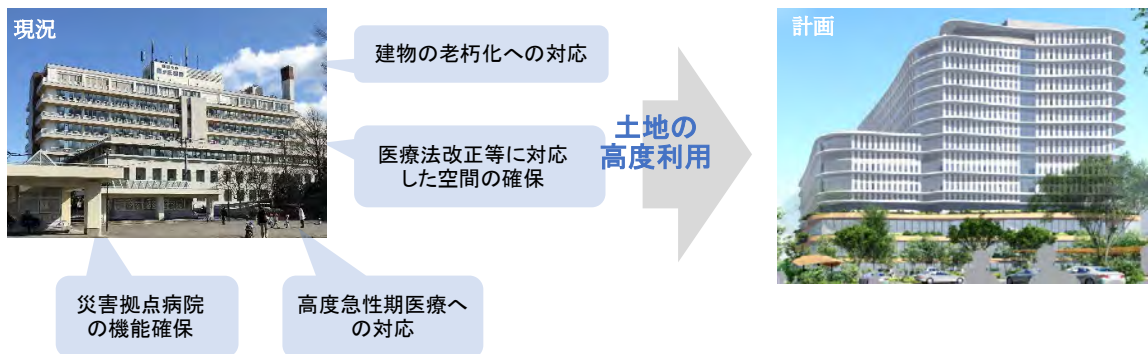 現況
建物の老朽化への対応
医療法改正等に対応
した空間の確保
災害拠点病院
の機能確保
高度急性期医療へ
の対応
土地の
高度利用
計画